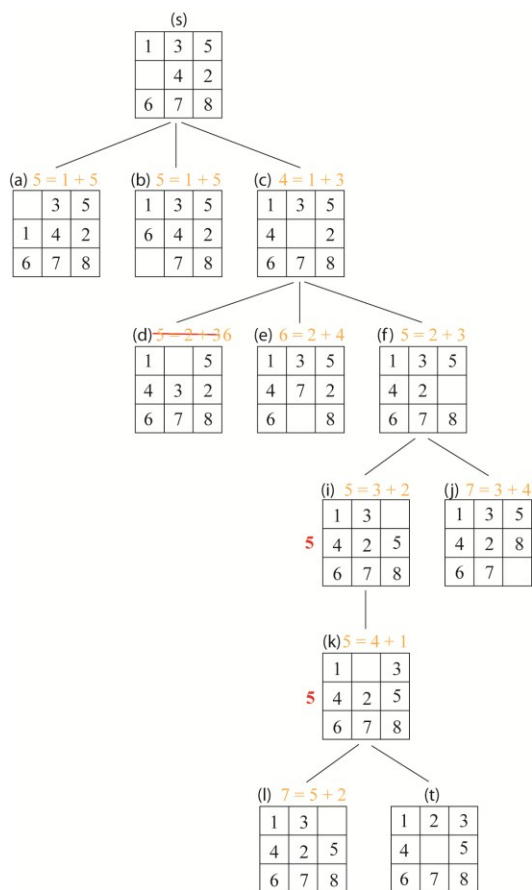 (s)
1 3 5
4 2
6 7 8
(a) 5 = 1 + 5 (b) 5 = 1 + 5 (c) 4 = 1 + 3
3 5 1 3 5 1 3 5
1 4 2 6 4 2 4 2
6 7 8 7 8 6 7 8
(d) 5 = 2 + 3 6 (e) 6 = 2 + 4 (f) 5 = 2 + 3
1 5 1 3 5 1 3 5
4 3 2 4 7 2 4 2
6 7 8 6 8 6 7 8
(i) 5 = 3 + 2 (j) 7 = 3 + 4
1 3 1 3 5
5 4 2 5 4 2 8
6 7 8 6 7
(k) 5 = 4 + 1
1 3
5 4 2 5
6 7 8
(l) 7 = 5 + 2 (t)
1 3 1 2 3
4 2 5 4 5
6 7 8 6 7 8